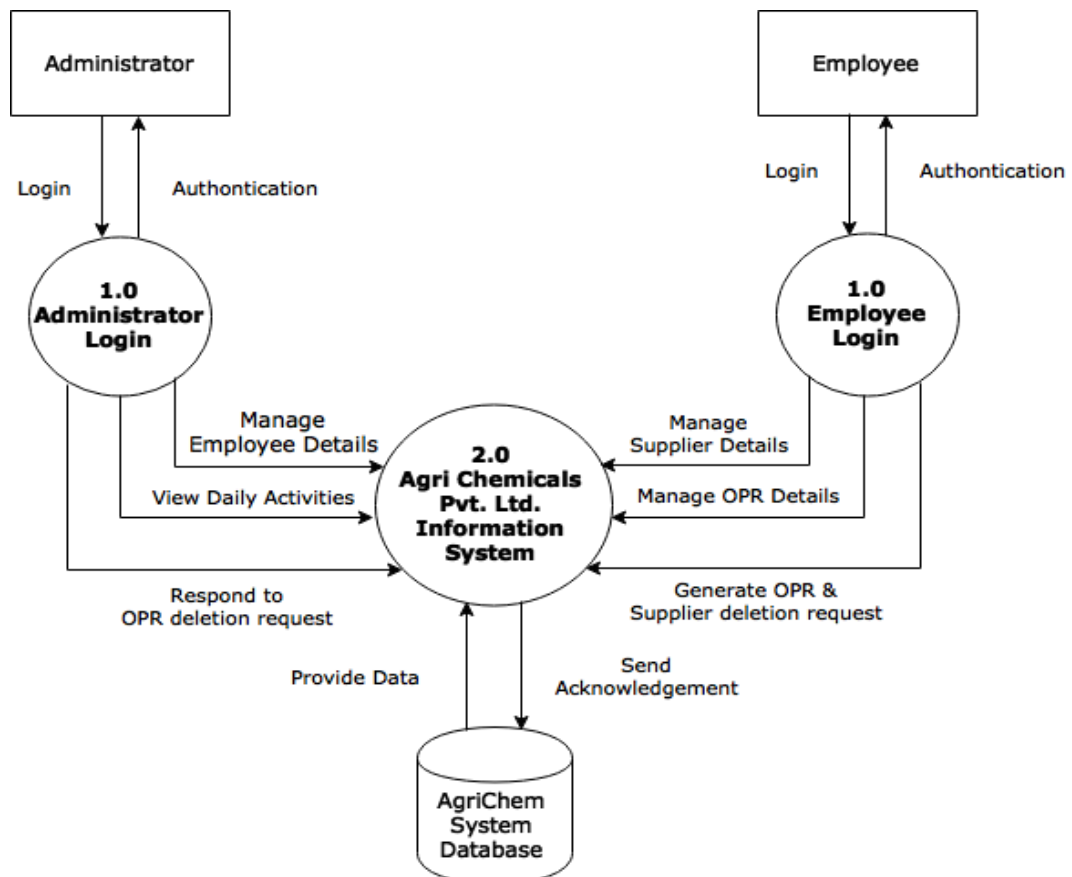 Administrator
Employee
Login
Authontication
Login
Authontication
1.0
Administrator
Login
1.0
Employee
Login
Manage
Employee Details
Manage
Supplier Details
2.0
Agri Chemicals
Pvt. Ltd.
Information
System
View Daily Activities
Manage OPR Details
Respond to
OPR deletion request
Generate OPR &
Supplier deletion request
Provide Data
Send
Acknowledgement
AgriChem
System
Database